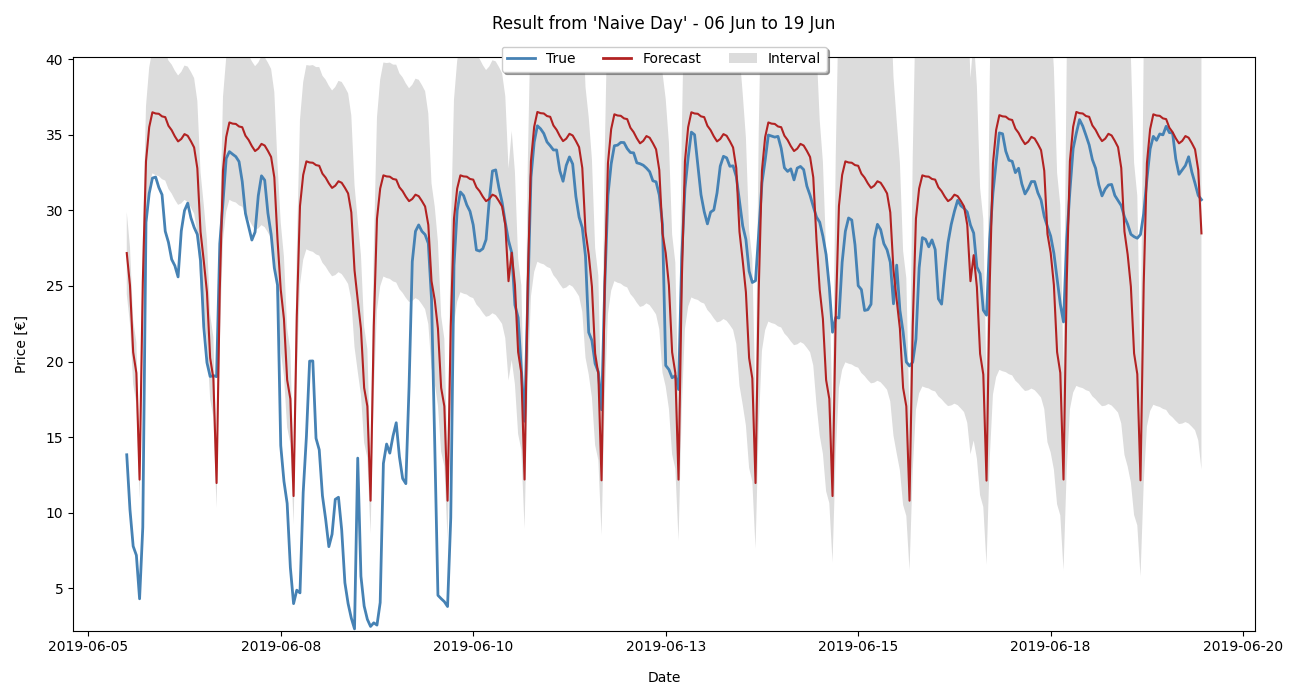 Result from 'Naive Day' - 06 Jun to 19 Jun
True Forecast Interval
Price [€]
40
35
30
25
20
15
10
5
2019-06-05 2019-06-08 2019-06-10 2019-06-13 2019-06-15 2019-06-18 2019-06-20
Date